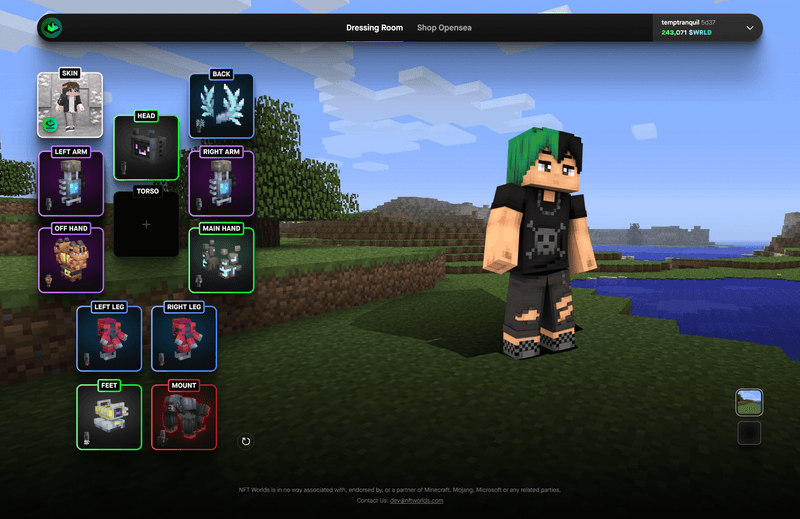 Dressing Room Shop Opensea
temptranquil 5d37
243,071 $WRLD
SKIN
BACK
HEAD
LEFT ARM
RIGHT ARM
TORSO
OFF HAND
MAIN HAND
LEFT LEG
RIGHT LEG
FEET
MOUNT
NFT Worlds is in no way associated with, endorsed by, or a partner of Minecraft, Mojang, Microsoft or any related parties.
Contact Us: dev@nftworlds.com